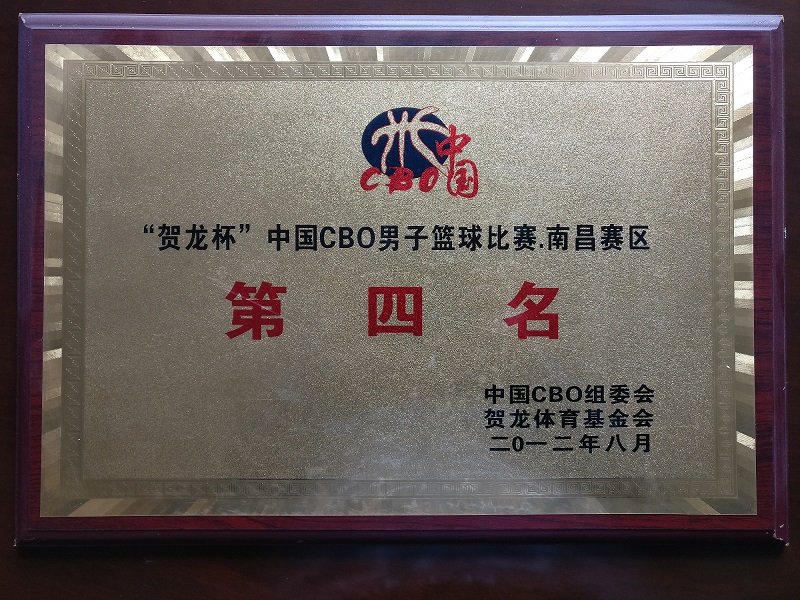 CBO中国
“贺龙杯”中国CBO男子篮球比赛.南昌赛区
第四名
中国CBO组委会
贺龙体育基金会
二0一二年八月